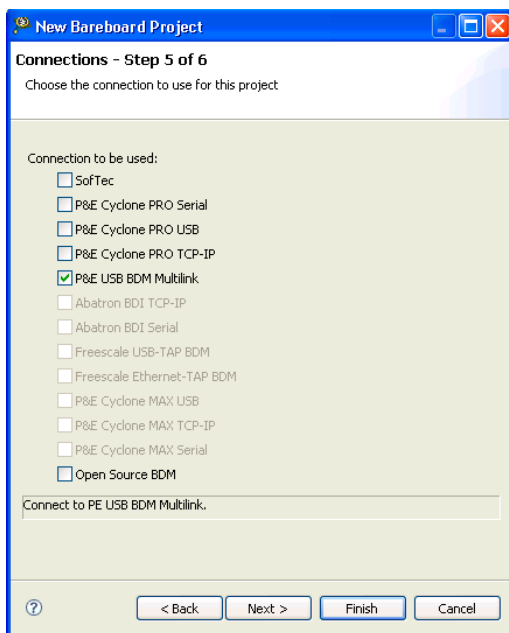 New Bareboard Project
Connections - Step 5 of 6
Choose the connection to use for this project
Connection to be used:
SofTec
P&E Cyclone PRO Serial
P&E Cyclone PRO USB
P&E Cyclone PRO TCP-IP
P&E USB BDM Multilink
Abatron BDI TCP-IP
Abatron BDI Serial
Freescale USB-TAP BDM
Freescale Ethernet-TAP BDM
P&E Cyclone MAX USB
P&E Cyclone MAX TCP-IP
P&E Cyclone MAX Serial
Open Source BDM
Connect to PE USB BDM Multilink.
? < Back Next > Finish Cancel